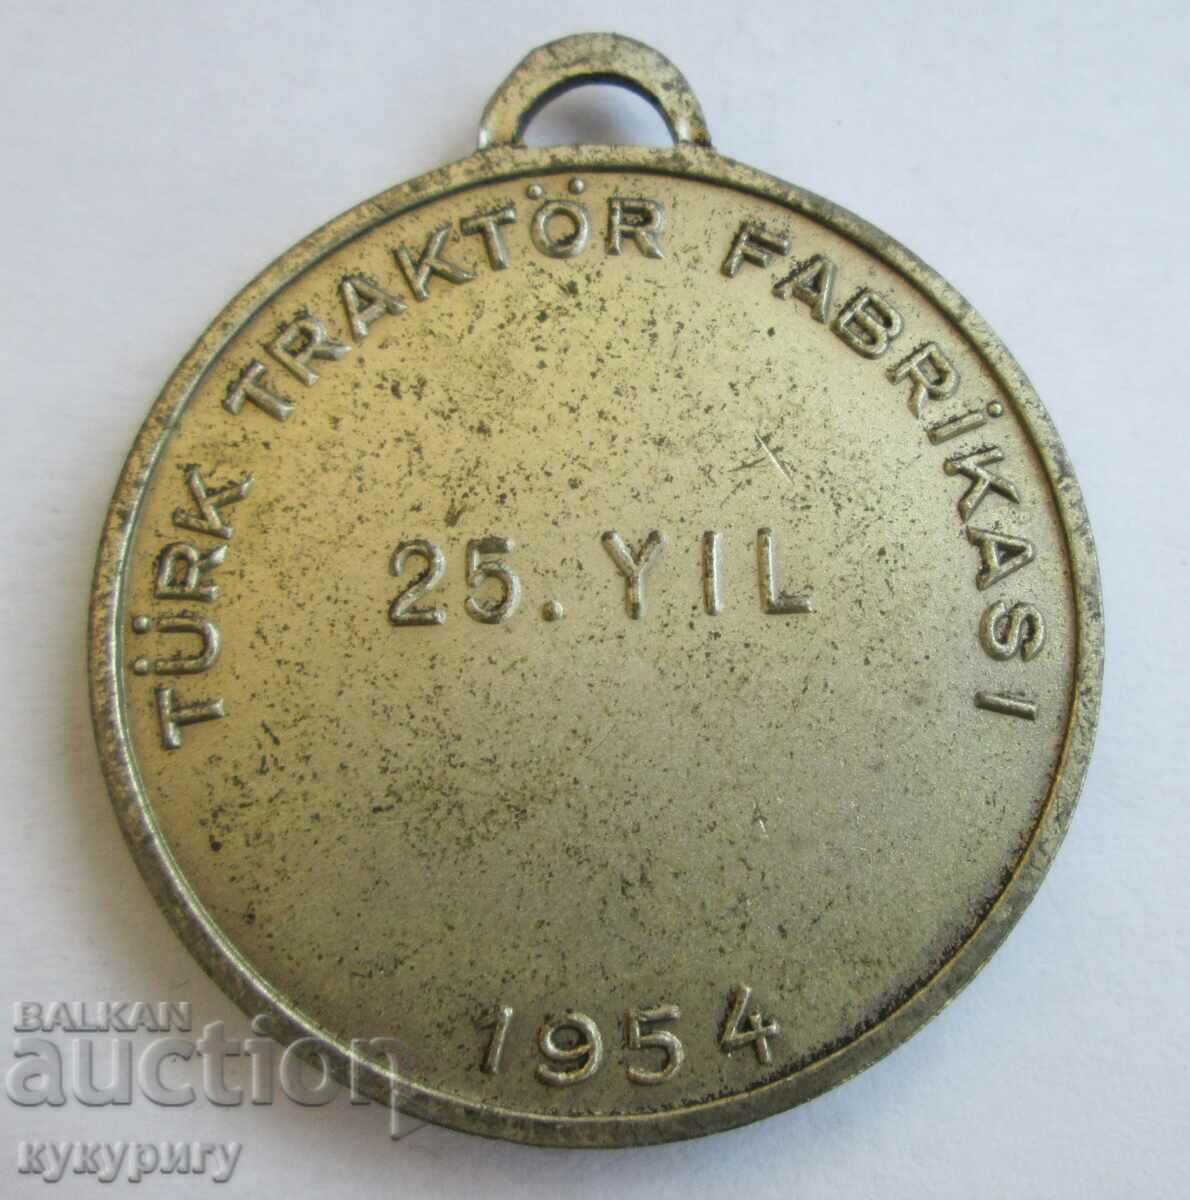 TÜRK TRAKTÖR FABRİKASI
25. YIL
1954
BALKAN
auction
кукуригу